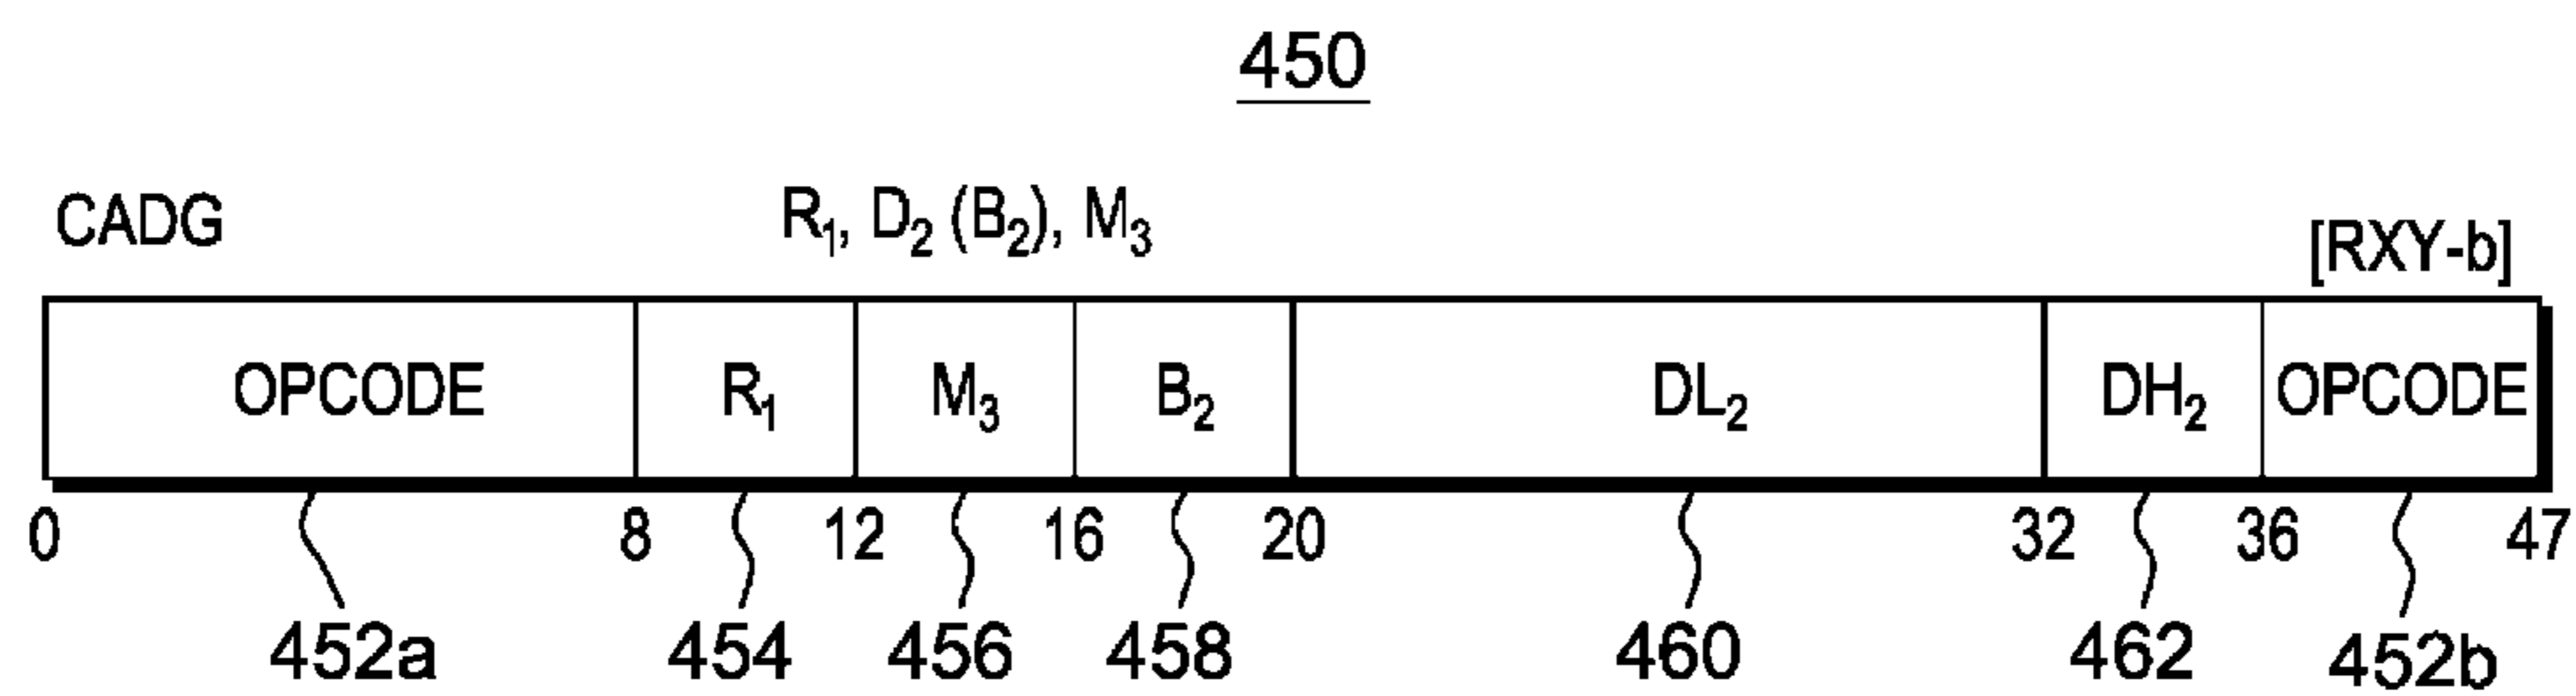 450
CADG R₁, D₂ (B₂), M₃ [RXY-b]
OPCODE R₁ M₃ B₂ DL₂ DH₂ OPCODE
0 8 12 16 20 32 36 47
452a 454 456 458 460 462 452b